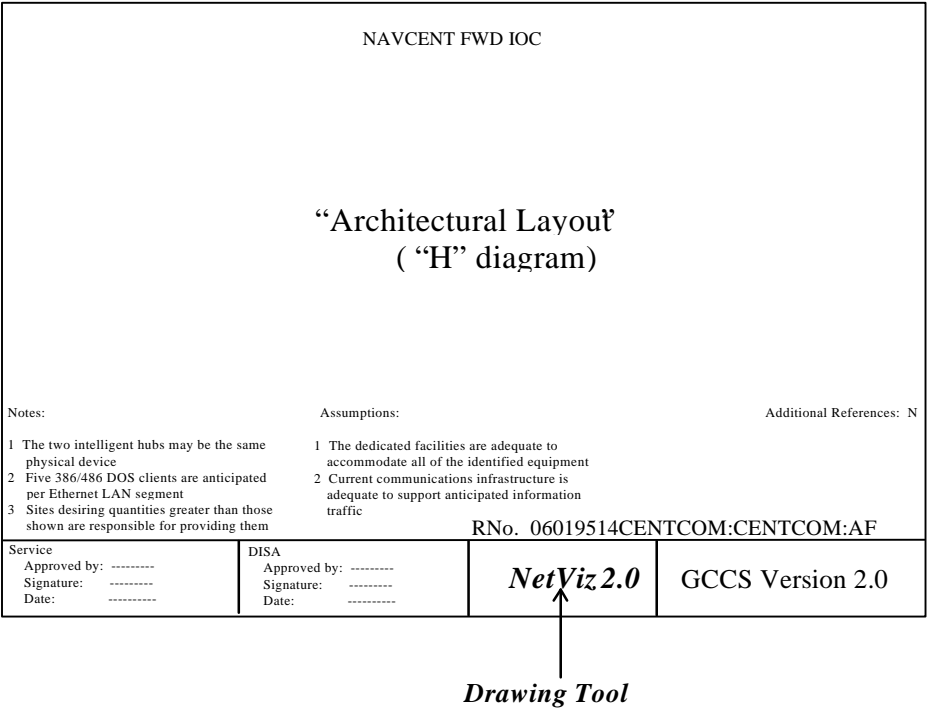 NAVCENT FWD IOC
“Architectural Layout”
( “H” diagram)
Notes:
1 The two intelligent hubs may be the same
physical device
2 Five 386/486 DOS clients are anticipated
per Ethernet LAN segment
3 Sites desiring quantities greater than those
shown are responsible for providing them
Assumptions:
1 The dedicated facilities are adequate to
accommodate all of the identified equipment
2 Current communications infrastructure is
adequate to support anticipated information
traffic
Additional References: N
RNo. 06019514CENTCOM:CENTCOM:AF
Service
Approved by: ---------
Signature: ---------
Date: ----------
DISA
Approved by: ---------
Signature: ---------
Date: ----------
NetViz 2.0
GCCS Version 2.0
Drawing Tool